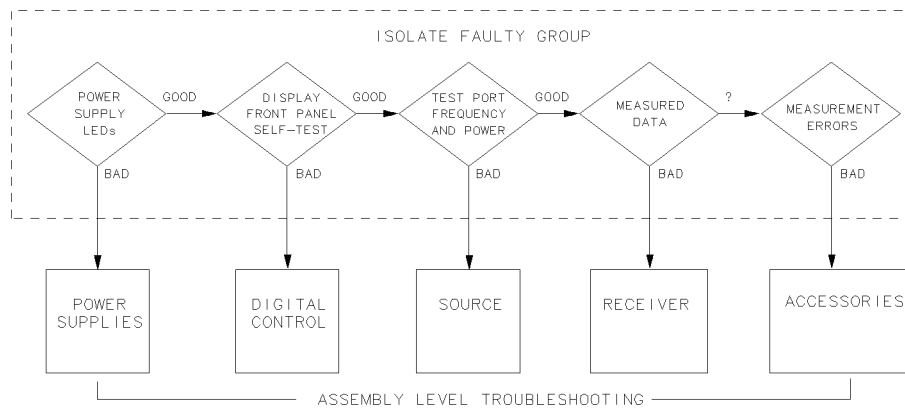 ISOLATE FAULTY GROUP
POWER
SUPPLY
LEDs
GOOD
DISPLAY
FRONT PANEL
SELF-TEST
GOOD
TEST PORT
FREQUENCY
AND POWER
GOOD
MEASURED
DATA
?
MEASUREMENT
ERRORS
BAD
BAD
BAD
BAD
BAD
POWER
SUPPLIES
DIGITAL
CONTROL
SOURCE
RECEIVER
ACCESSORIES
ASSEMBLY LEVEL TROUBLESHOOTING